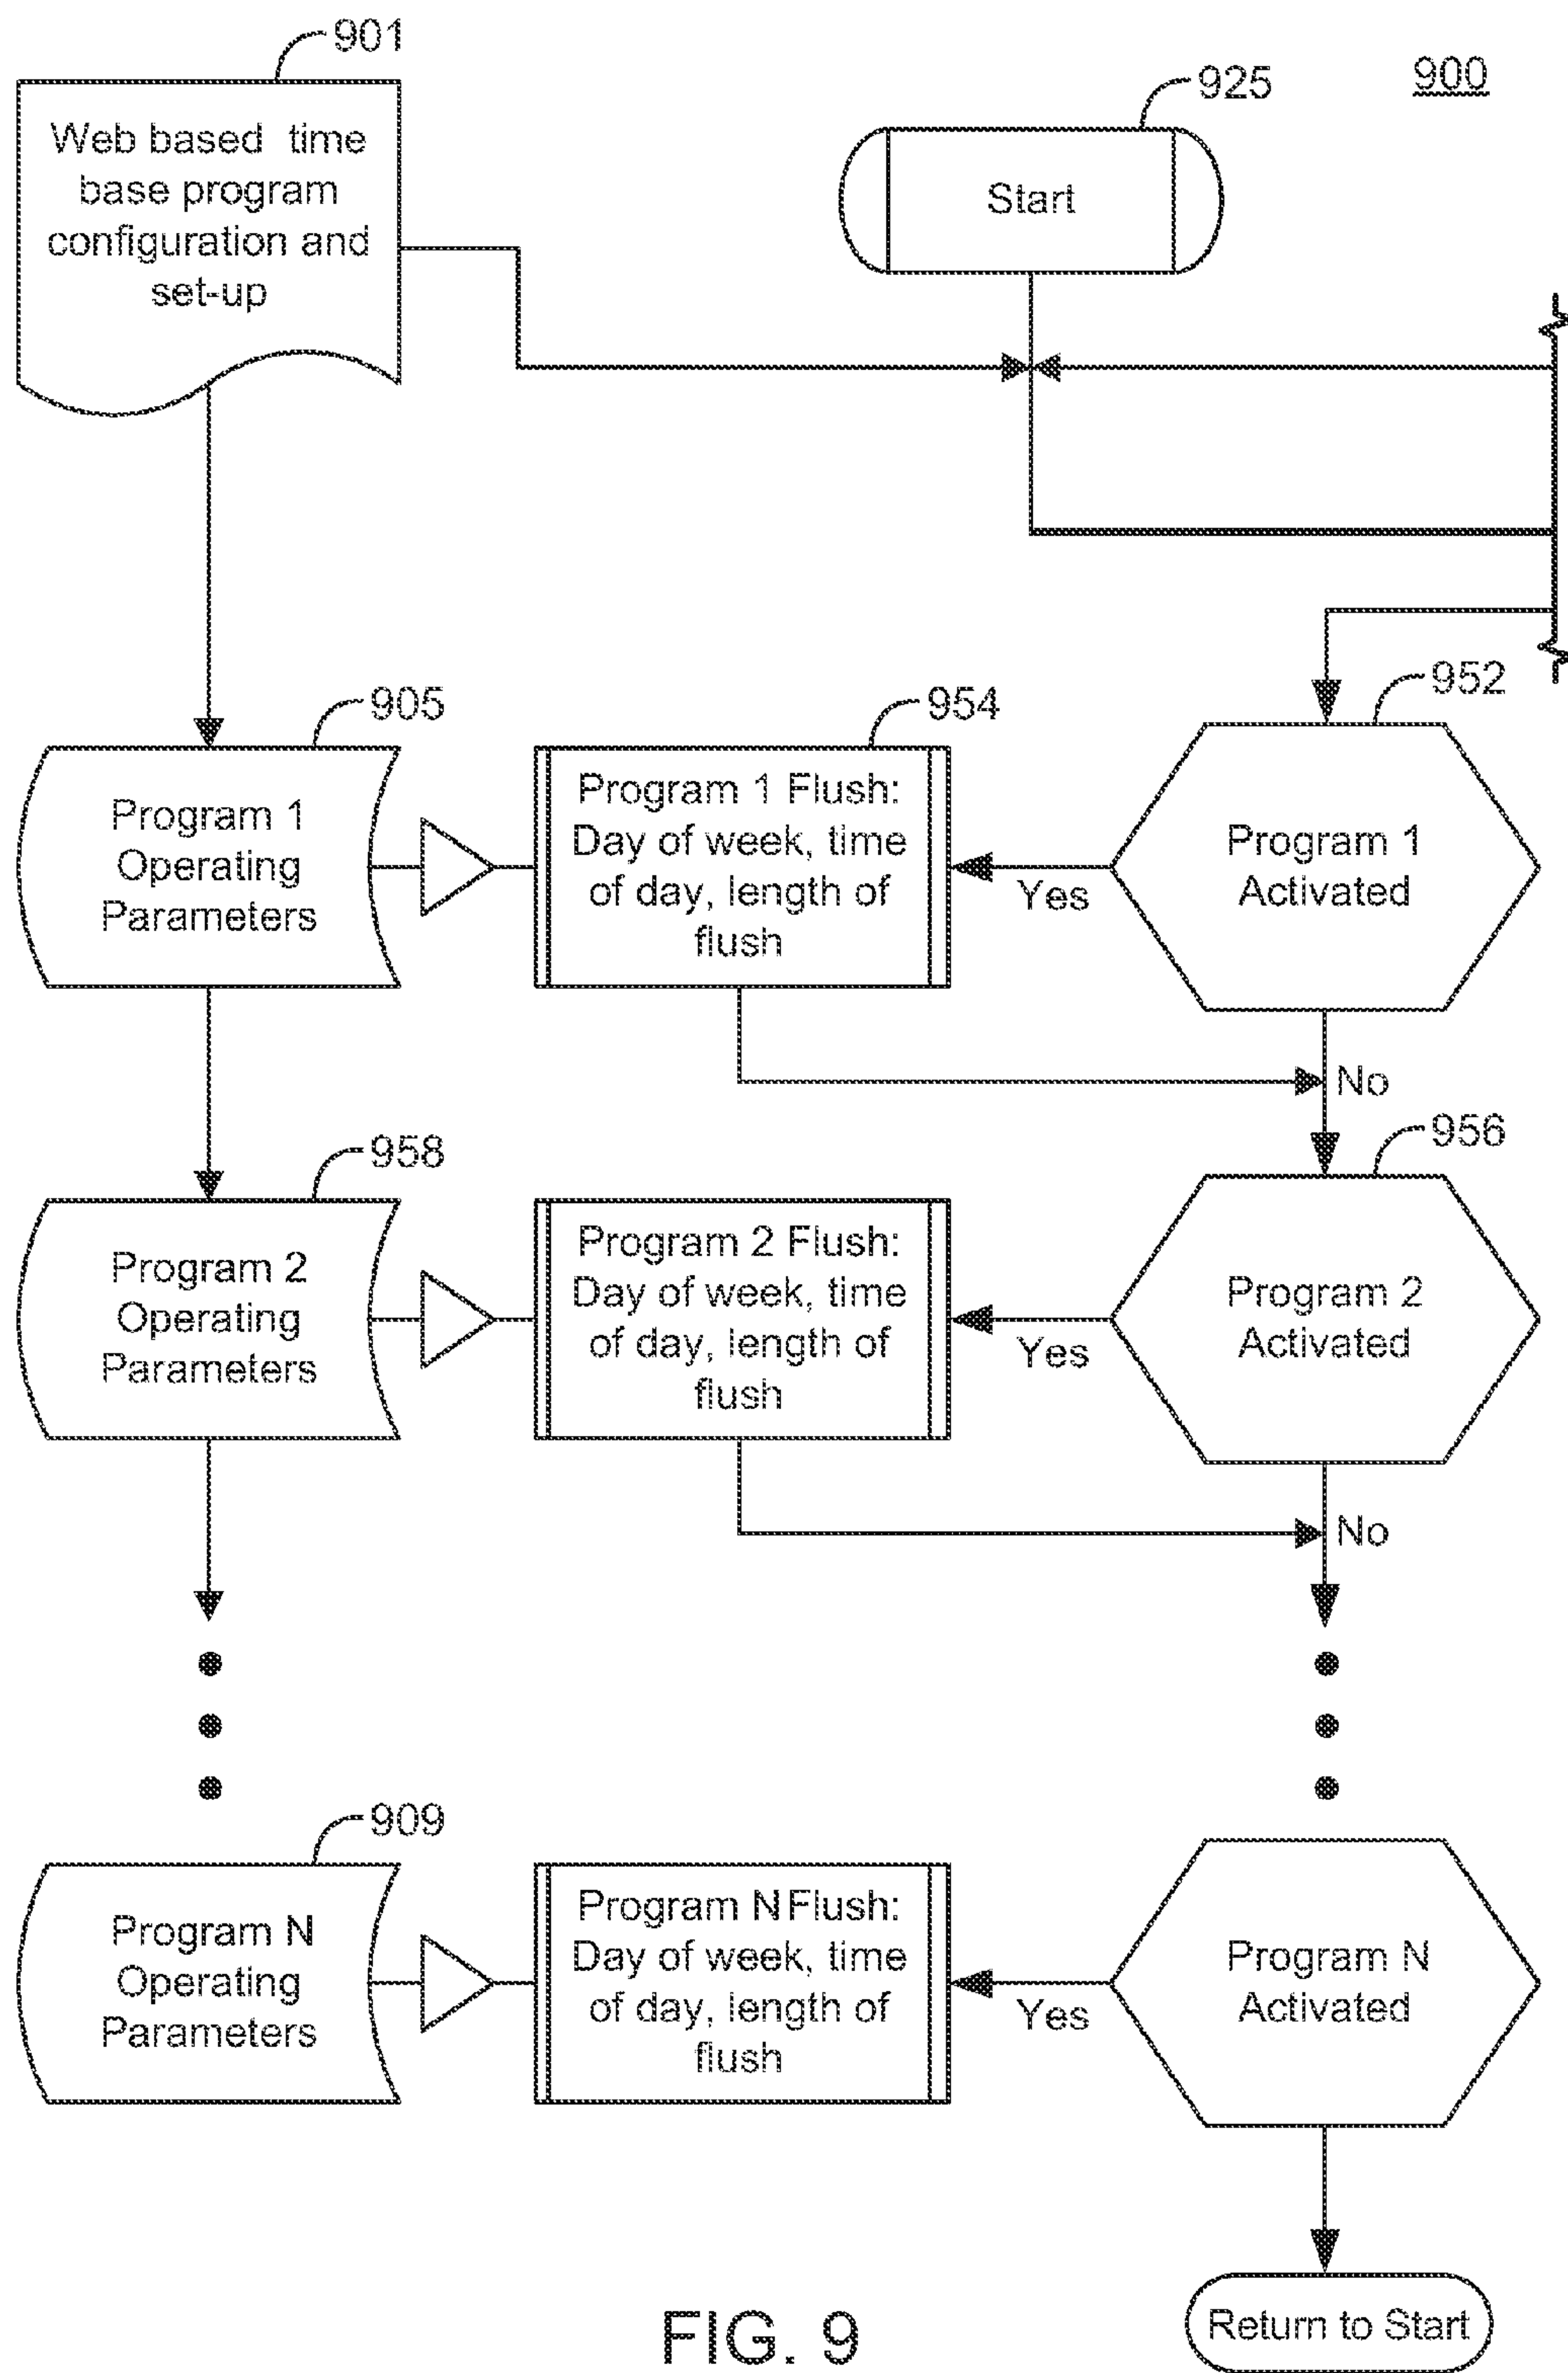 901
Web based time
base program
configuration and
set-up
925
Start
900
905
Program 1
Operating
Parameters
954
Program 1 Flush:
Day of week, time
of day, length of
flush
Yes
952
Program 1
Activated
No
958
Program 2
Operating
Parameters
Program 2 Flush:
Day of week, time
of day, length of
flush
Yes
956
Program 2
Activated
No
909
Program N
Operating
Parameters
Program N Flush:
Day of week, time
of day, length of
flush
Yes
Program N
Activated
Return to Start
FIG. 9